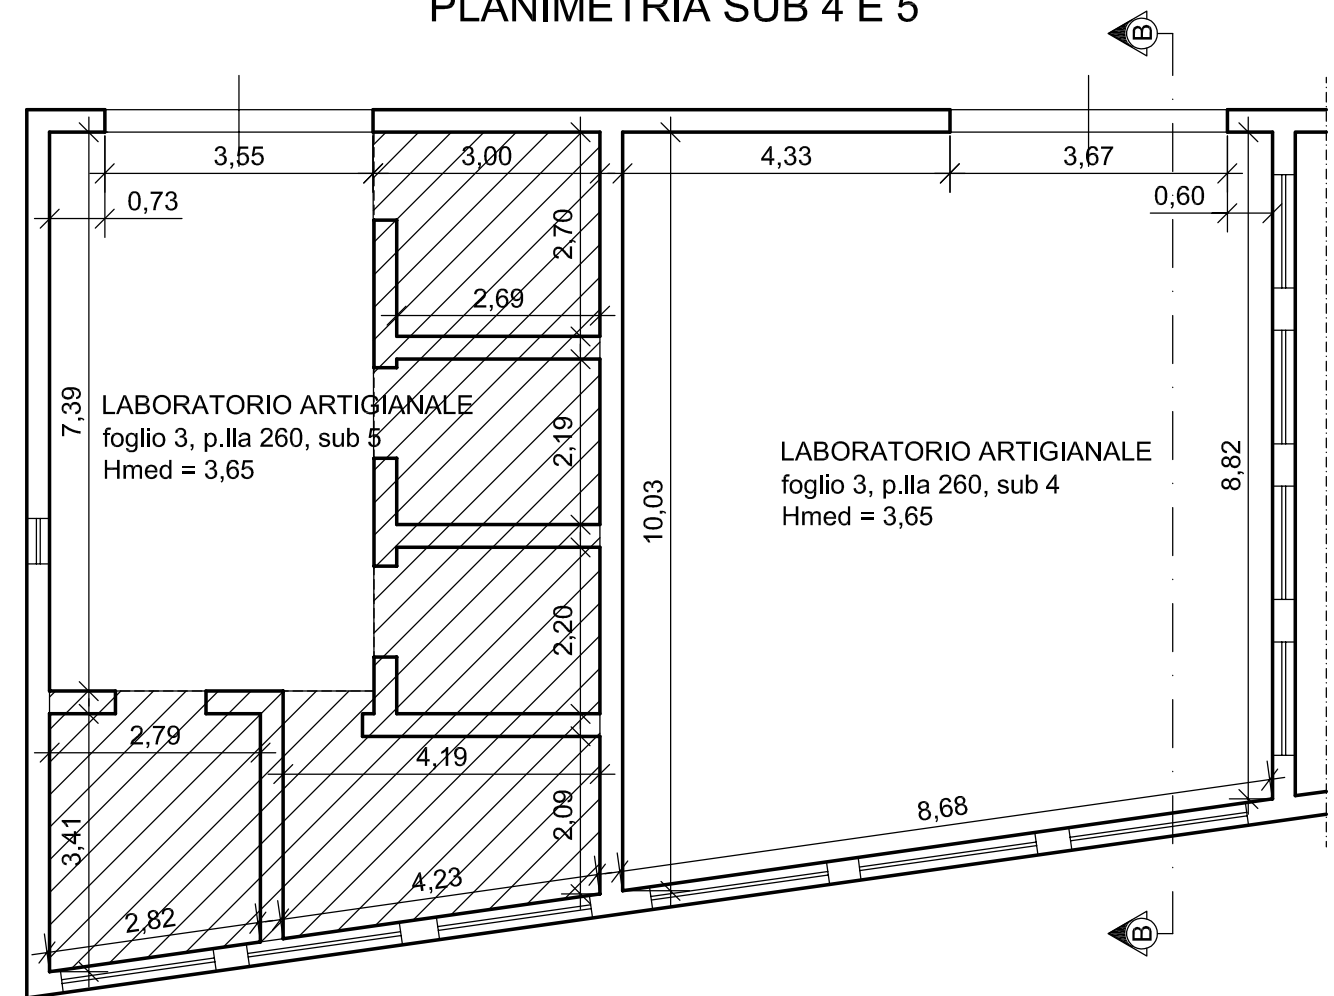 PLANIMETRIA SUB 4 E 5
B
3,55
3,00
4,33
3,67
0,73
0,60
2,70
2,69
7,39
LABORATORIO ARTIGIANALE
foglio 3, p.lla 260, sub 5
Hmed = 3,65
2,19
10,03
LABORATORIO ARTIGIANALE
foglio 3, p.lla 260, sub 4
Hmed = 3,65
8,82
2,20
2,79
4,19
3,41
2,09
8,68
4,23
2,82
B